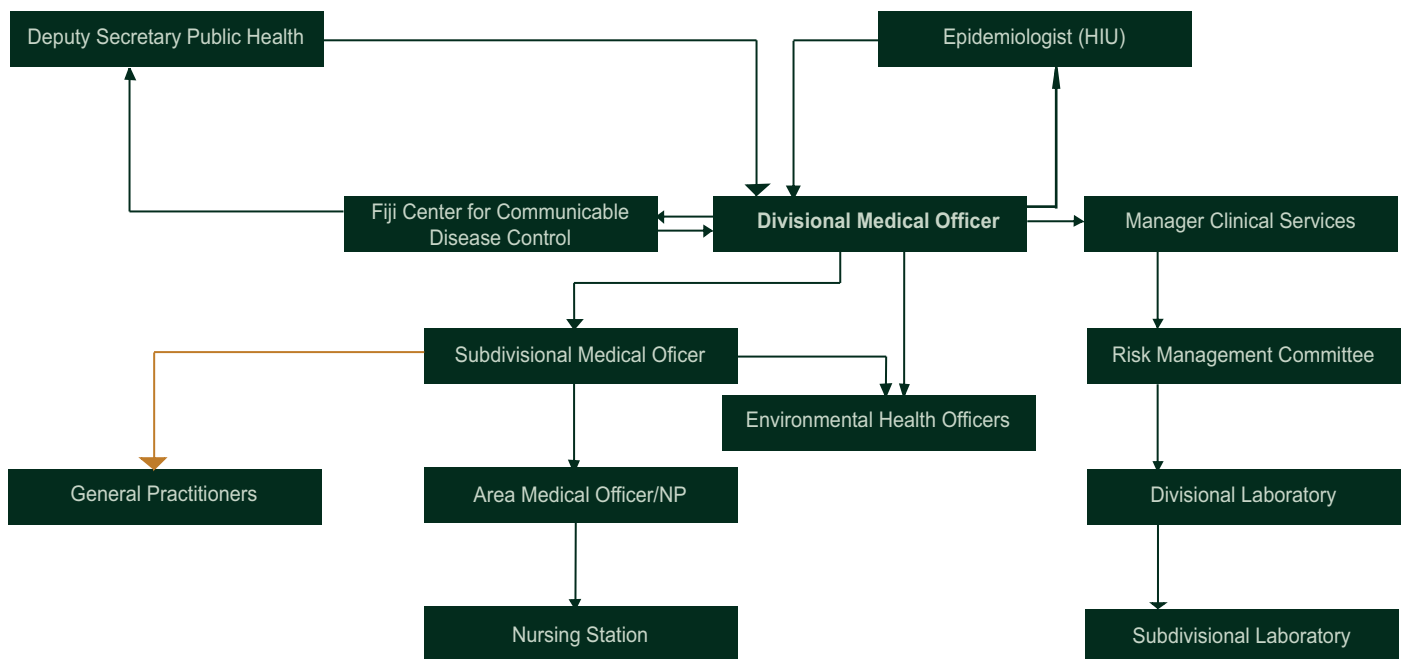 Deputy Secretary Public Health
Epidemiologist (HIU)
Fiji Center for Communicable
Disease Control
Divisional Medical Officer
Manager Clinical Services
Subdivisional Medical Oficer
Risk Management Committee
Environmental Health Officers
General Practitioners
Area Medical Officer/NP
Divisional Laboratory
Nursing Station
Subdivisional Laboratory